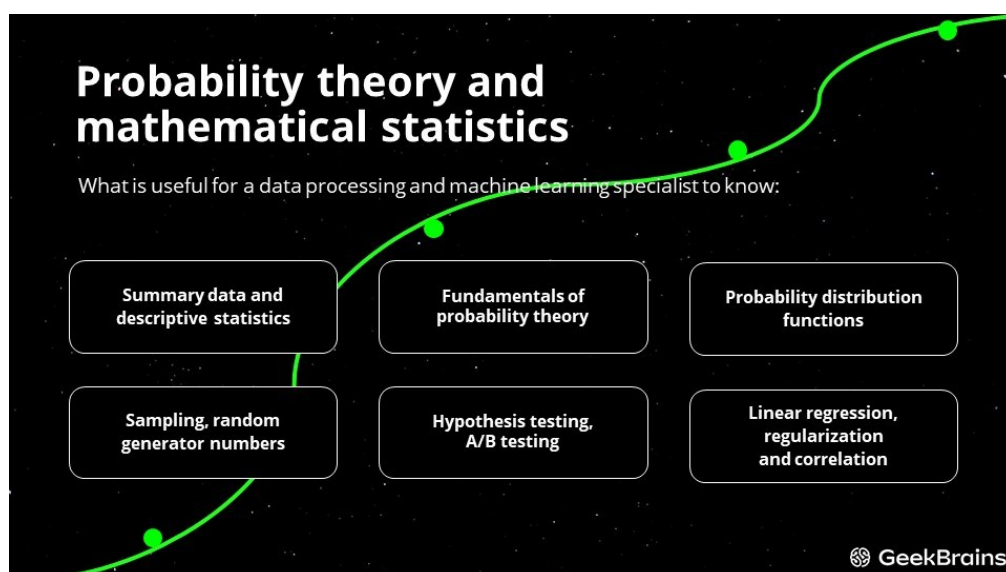 Probability theory and
mathematical statistics
What is useful for a data processing and machine learning specialist to know:
Summary data and
descriptive statistics
Fundamentals of
probability theory
Probability distribution
functions
Sampling, random
generator numbers
Hypothesis testing,
A/B testing
Linear regression,
regularization
and correlation
GeekBrains